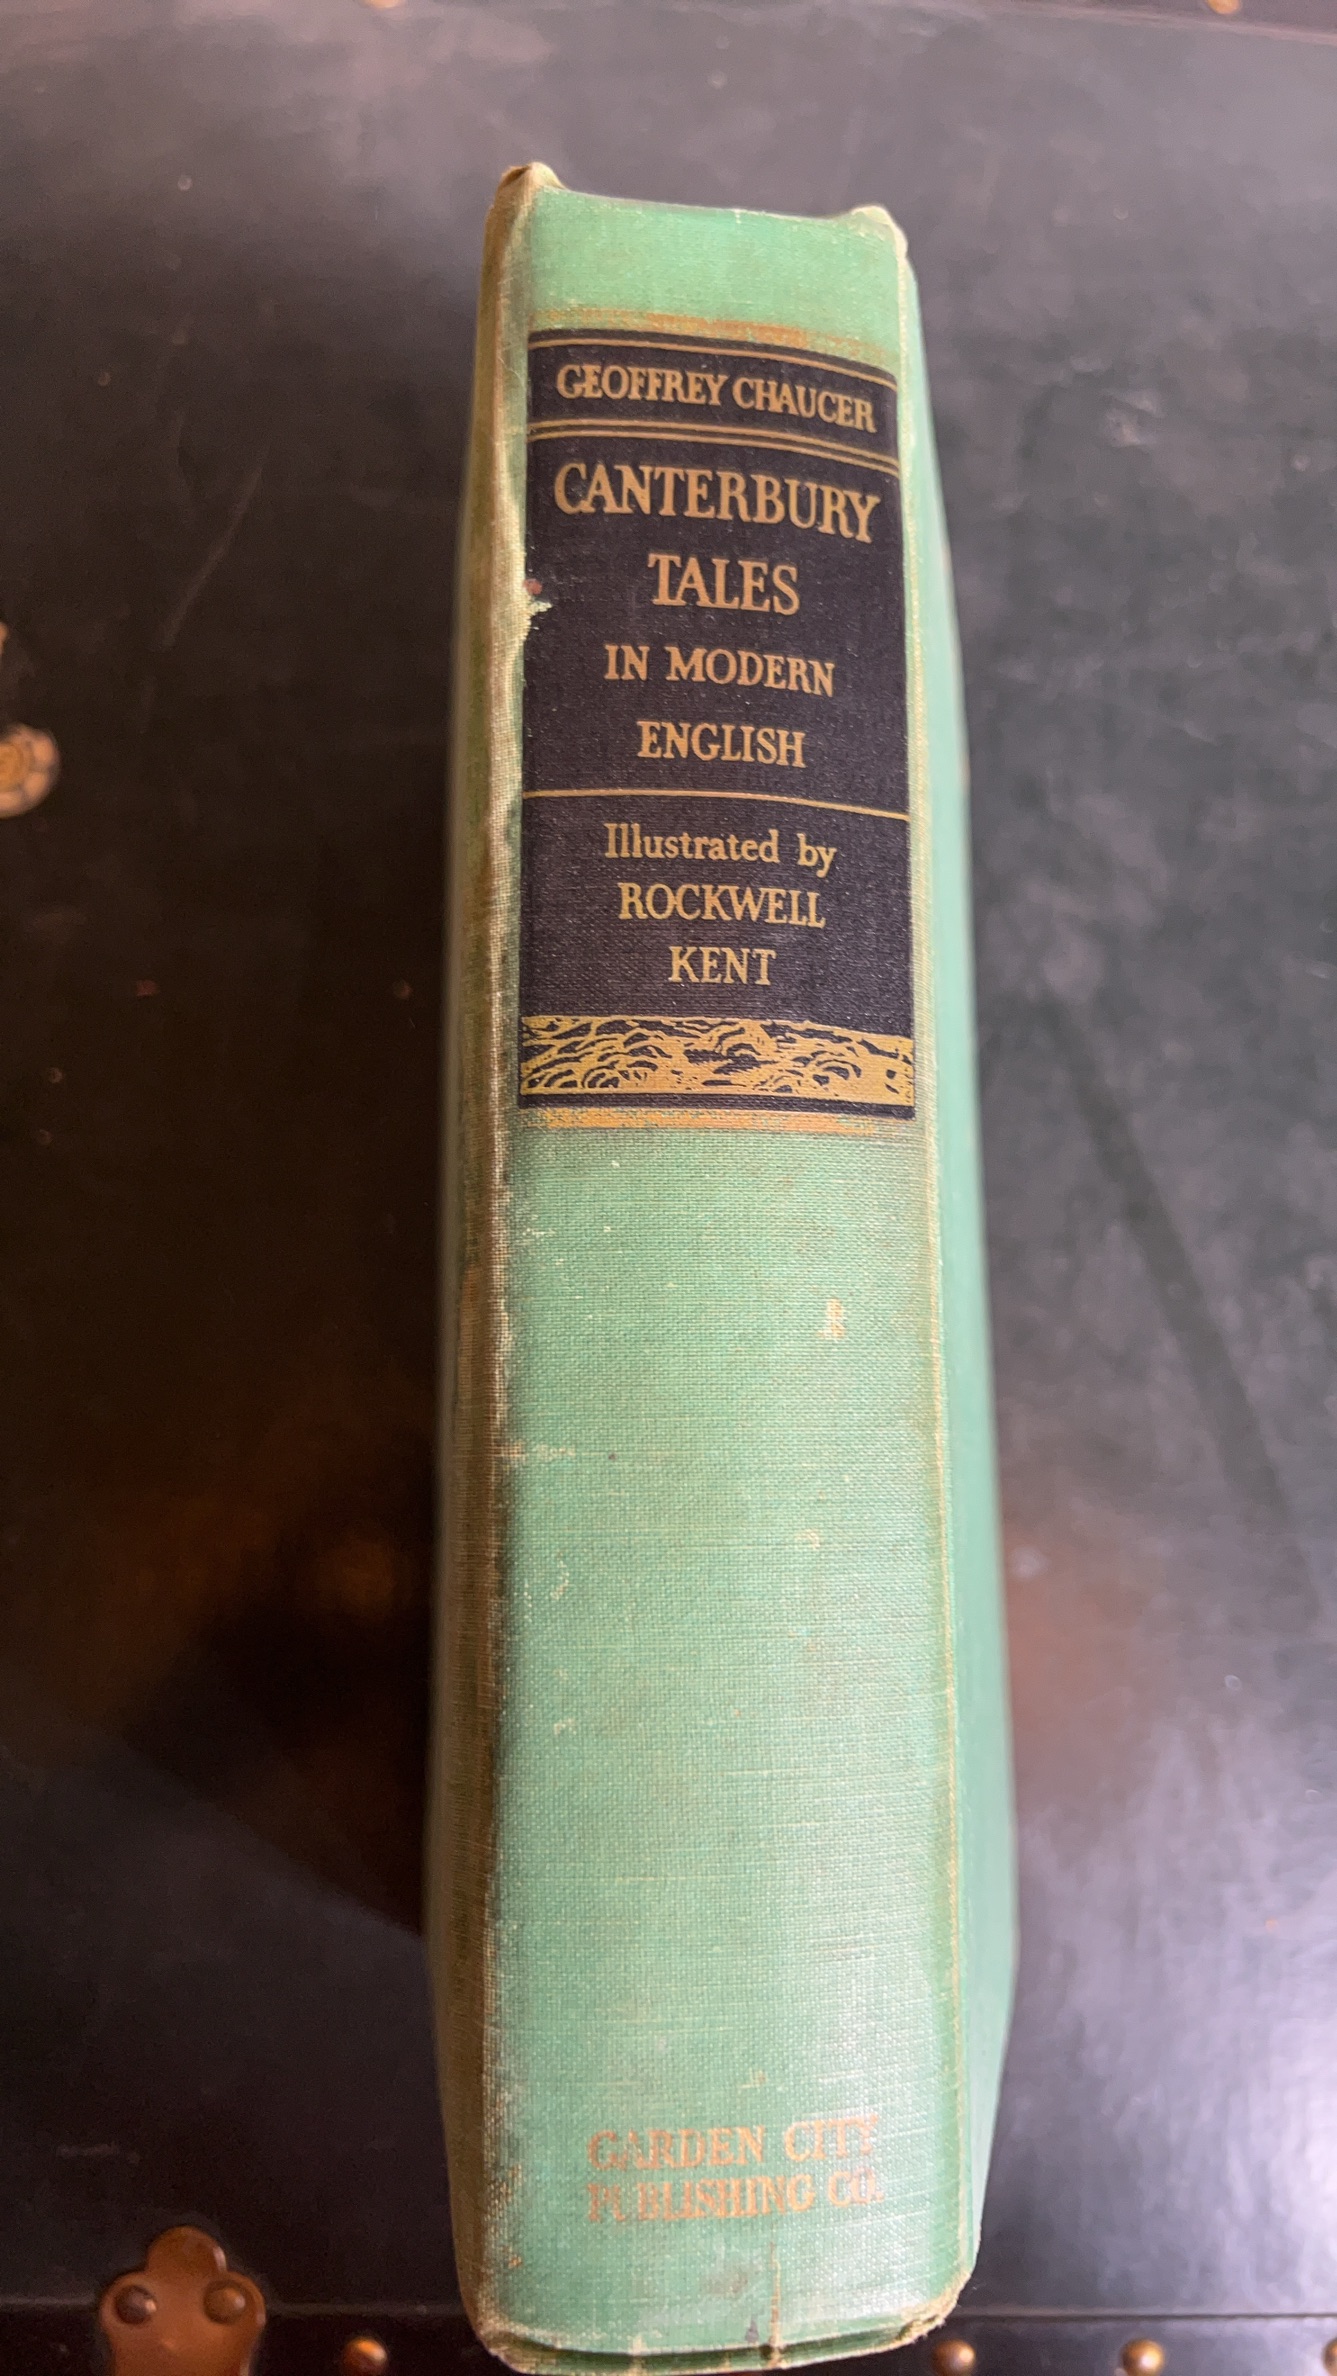 GEOFFREY CHAUCER
CANTERBURY
TALES
IN MODERN
ENGLISH
Illustrated by
ROCKWELL
KENT
GARDEN CITY
PUBLISHING CO.